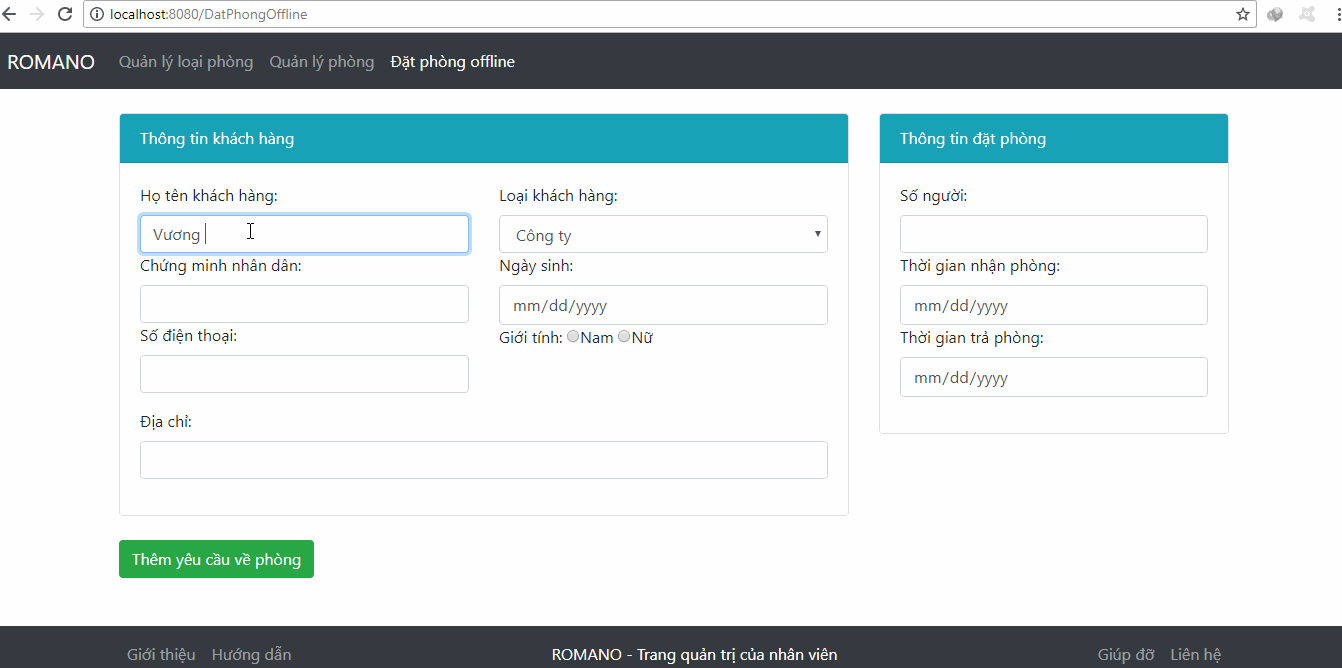 localhost:8080/DatPhongOffline
ROMANO Quản lý loại phòng Quản lý phòng Đặt phòng offline
Thông tin khách hàng
Họ tên khách hàng:
Vương
Loại khách hàng:
Công ty
Chứng minh nhân dân:
Ngày sinh:
mm/dd/yyyy
Số điện thoại:
Giới tính: Nam Nữ
Địa chỉ:
Thông tin đặt phòng
Số người:
Thời gian nhận phòng:
mm/dd/yyyy
Thời gian trả phòng:
mm/dd/yyyy
Thêm yêu cầu về phòng
Giới thiệu Hướng dẫn ROMANO - Trang quản trị của nhân viên Giúp đỡ Liên hệ